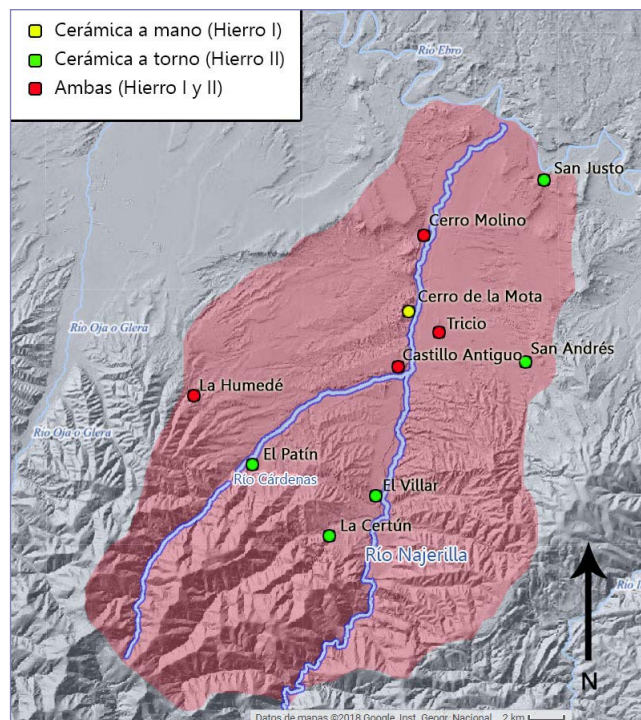 Cerámica a mano (Hierro I)
Cerámica a torno (Hierro II)
Ambas (Hierro I y II)
Río Ebro
San Justo
Cerro Molino
Cerro de la Mota
Río Oja o Glera
Tricio
San Andrés
Castillo Antiguo
La Humedé
Río Oja o Glera
El Patín
Río Cárdenas
El Villar
La Certún
Río Najerilla
N
Datos de mapas ©2018 Google, Inst. Geogr. Nacional 2 km